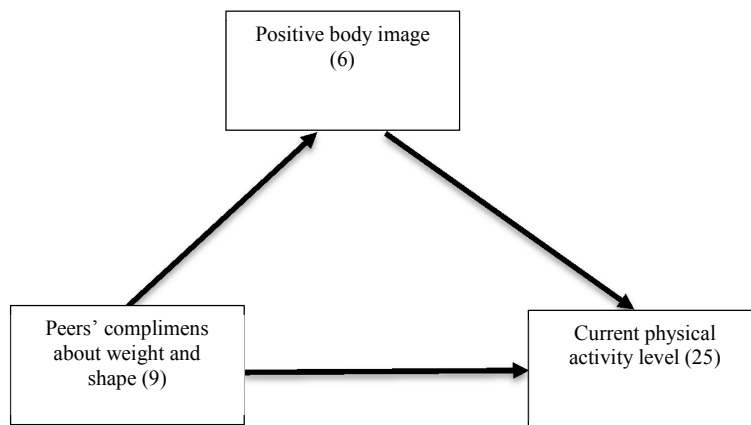 Positive body image
(6)
Peers’ complimens
about weight and
shape (9)
Current physical
activity level (25)